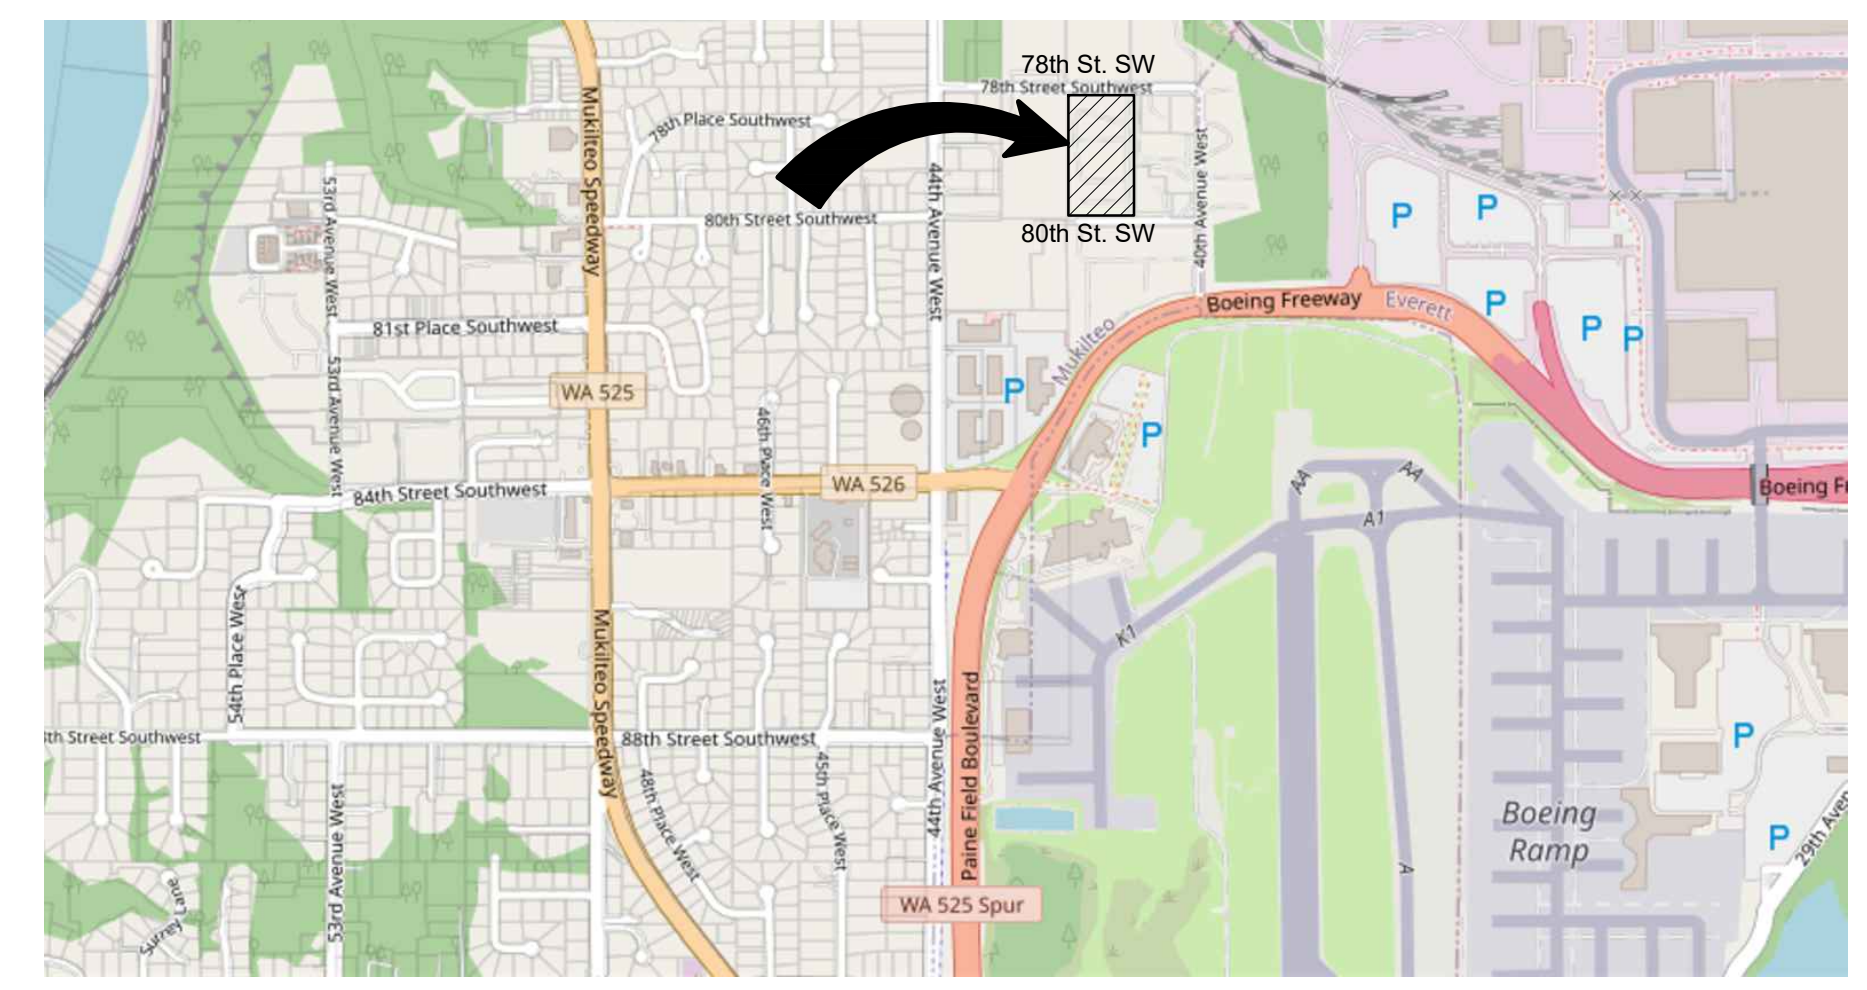 78th St. SW
78th Street Southwest
Mukilteo Speedway
78th Place Southwest
44th Avenue West
40th Avenue West
53rd Avenue West
80th Street Southwest
80th St. SW
P
P
P
P
P
Boeing Freeway
Everett
Mukilteo
81st Place Southwest
53rd Avenue West
WA 525
P
P
46th Place West
84th Street Southwest
WA 526
AA
AA
A1
Boeing Fr
K1
54th Place West
Mukilteo Speedway
Paine Field Boulevard
44th Avenue West
th Street Southwest
88th Street Southwest
45th Place West
48th Place West
P
Boeing
Ramp
P
29th Aven
A
53rd Avenue West
Surrey Lane
WA 525 Spur